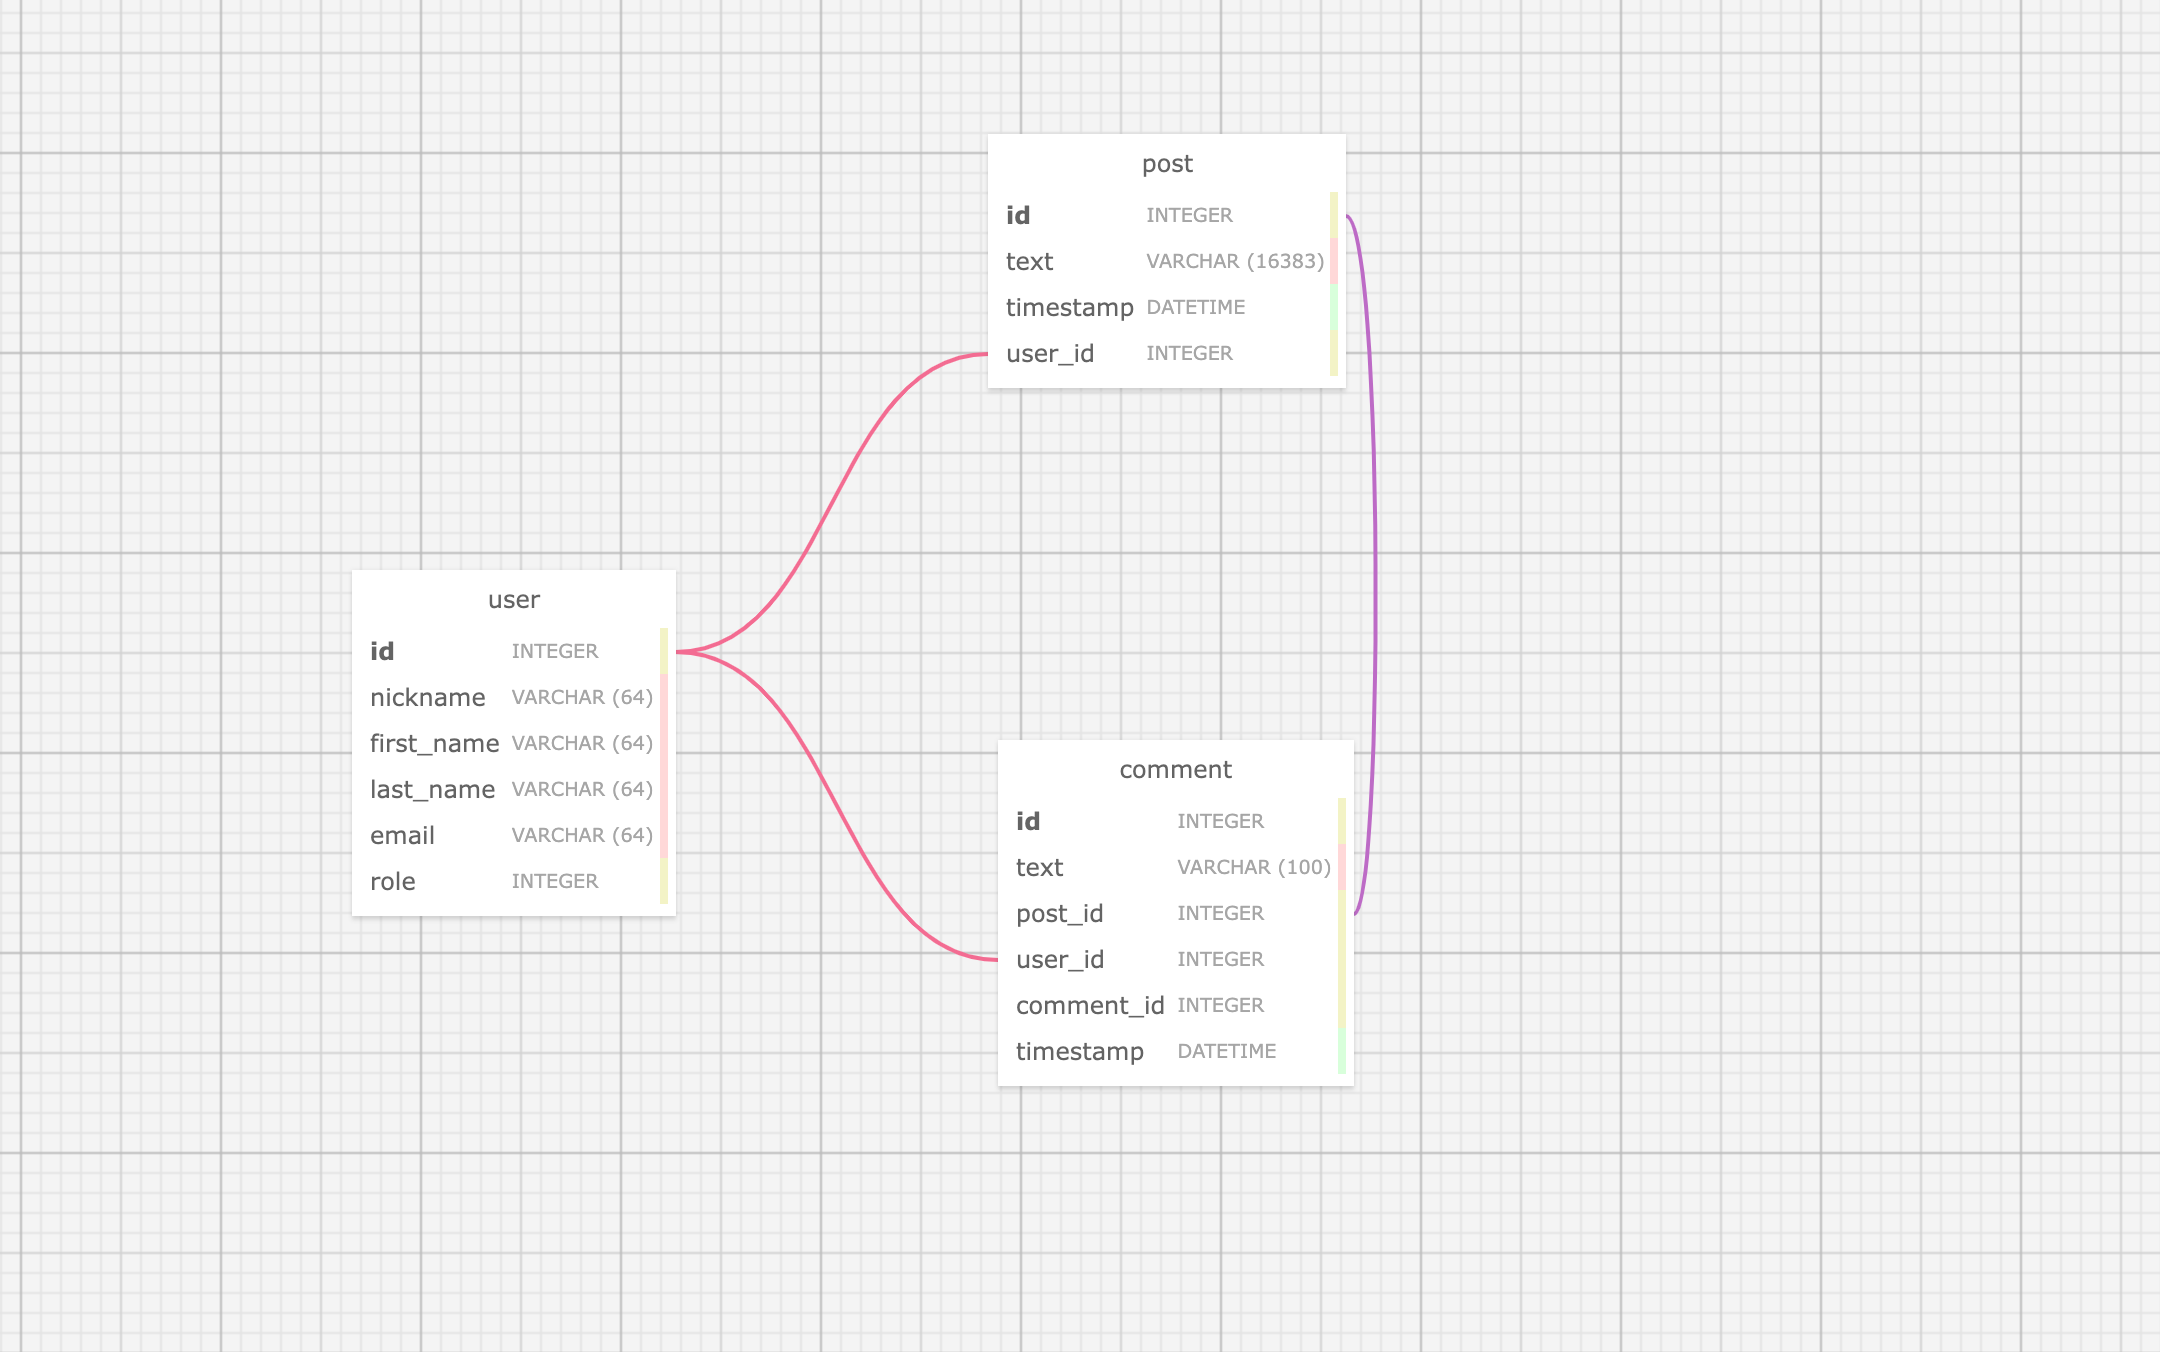 post
id INTEGER
text VARCHAR (16383)
timestamp DATETIME
user_id INTEGER
user
id INTEGER
nickname VARCHAR (64)
first_name VARCHAR (64)
last_name VARCHAR (64)
email VARCHAR (64)
role INTEGER
comment
id INTEGER
text VARCHAR (100)
post_id INTEGER
user_id INTEGER
comment_id INTEGER
timestamp DATETIME